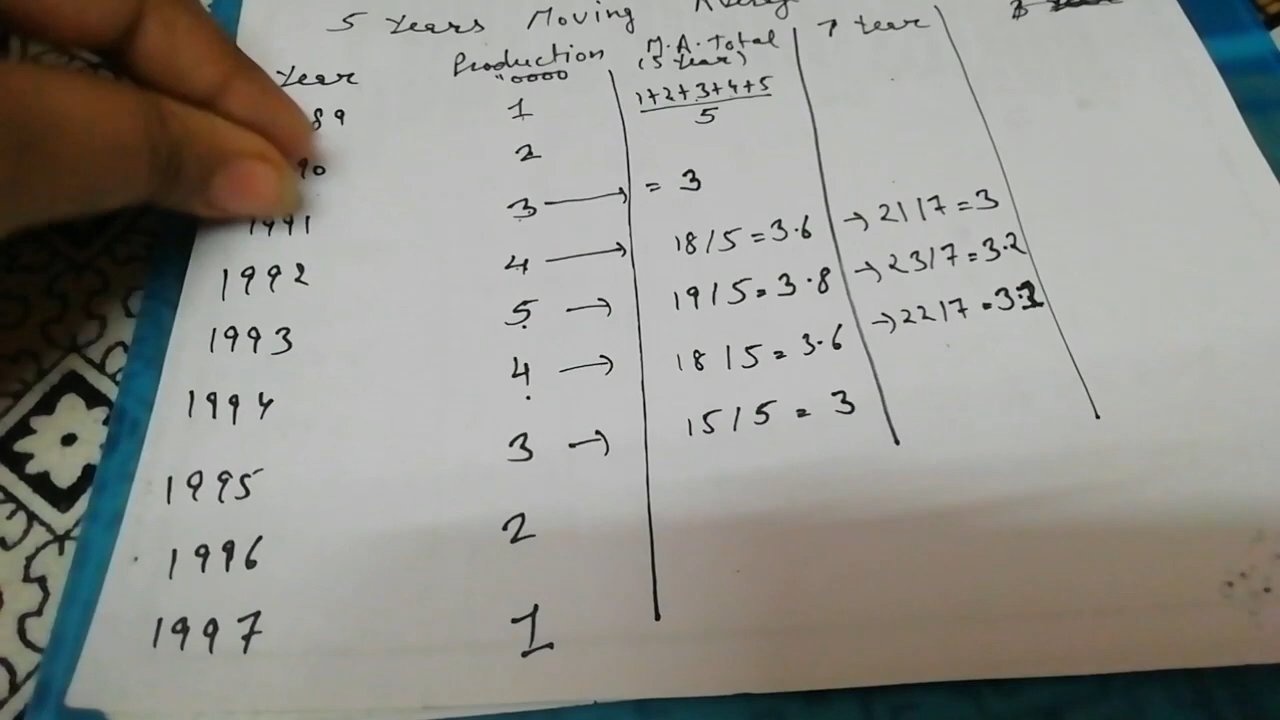 5 Years Moving
Year Production "0000 M.A. Total (5 Year) 7 Year
89 1 1+2+3+4+5 / 5
90 2
1991 3 → = 3
1992 4 → 18/5 = 3.6 → 21/7 = 3
1993 5 → 19/5 = 3.8 → 23/7 = 3.2
1994 4 → 18/5 = 3.6 → 22/7 = 3.1
1995 3 → 15/5 = 3
1996 2
1997 1